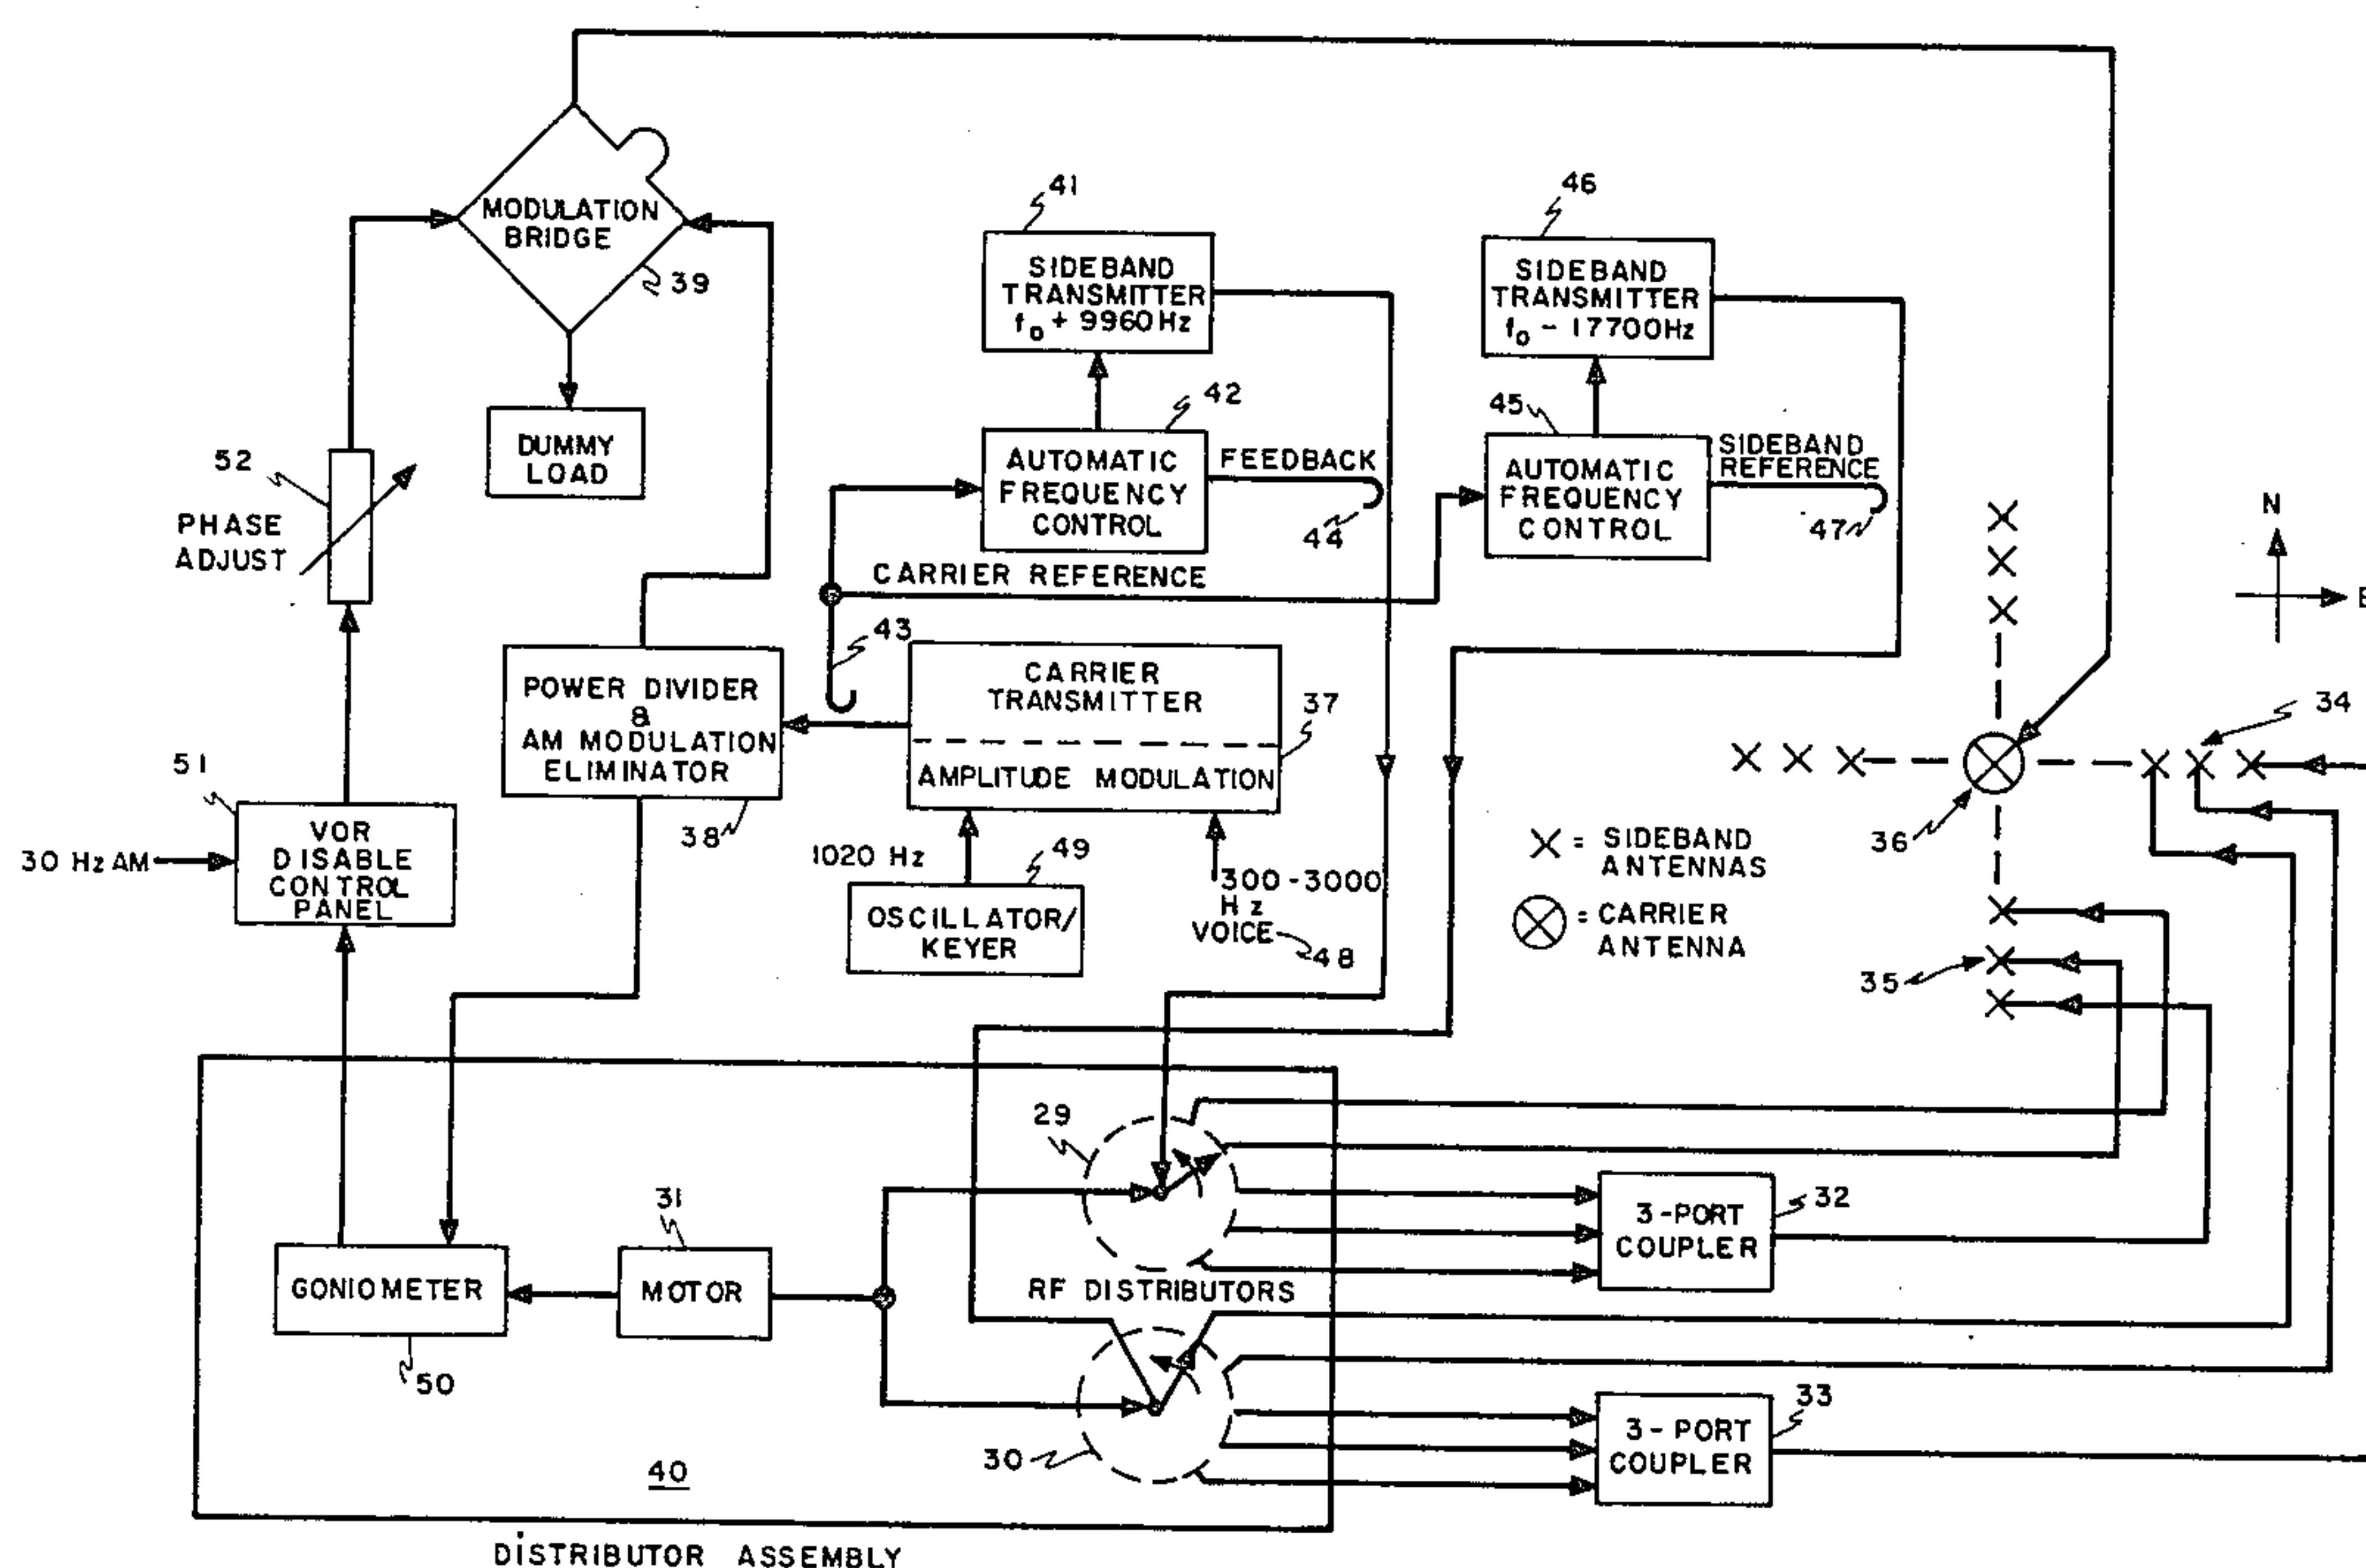 MODULATION
BRIDGE
39
DUMMY
LOAD
52
PHASE
ADJUST
41
SIDEBAND
TRANSMITTER
fo + 9960Hz
46
SIDEBAND
TRANSMITTER
fo - 17700Hz
42
AUTOMATIC
FREQUENCY
CONTROL
FEEDBACK
44
45
AUTOMATIC
FREQUENCY
CONTROL
SIDEBAND
REFERENCE
47
CARRIER REFERENCE
43
POWER DIVIDER
&
AM MODULATION
ELIMINATOR
38
CARRIER
TRANSMITTER
AMPLITUDE MODULATION
37
51
30 Hz AM
VOR
DISABLE
CONTROL
PANEL
1020 Hz
49
OSCILLATOR/
KEYER
300-3000
Hz
VOICE
48
N
E
34
36
X = SIDEBAND
ANTENNAS
= CARRIER
ANTENNA
35
29
31
GONIOMETER
MOTOR
50
RF DISTRIBUTORS
3-PORT
COUPLER
32
30
3-PORT
COUPLER
33
40
DISTRIBUTOR ASSEMBLY